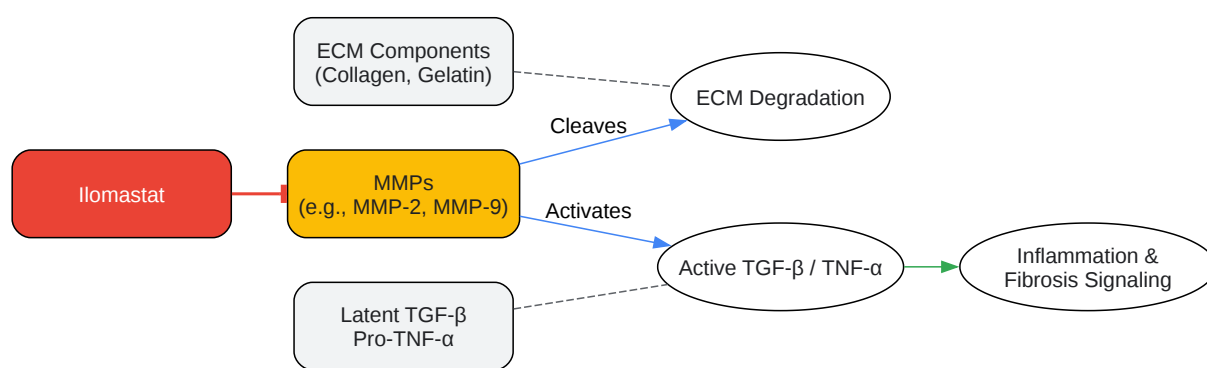 ECM Components
(Collagen, Gelatin)
ECM Degradation
Cleaves
Ilomastat
MMPs
(e.g., MMP-2, MMP-9)
Activates
Active TGF-β / TNF-α
Inflammation &
Fibrosis Signaling
Latent TGF-β
Pro-TNF-α